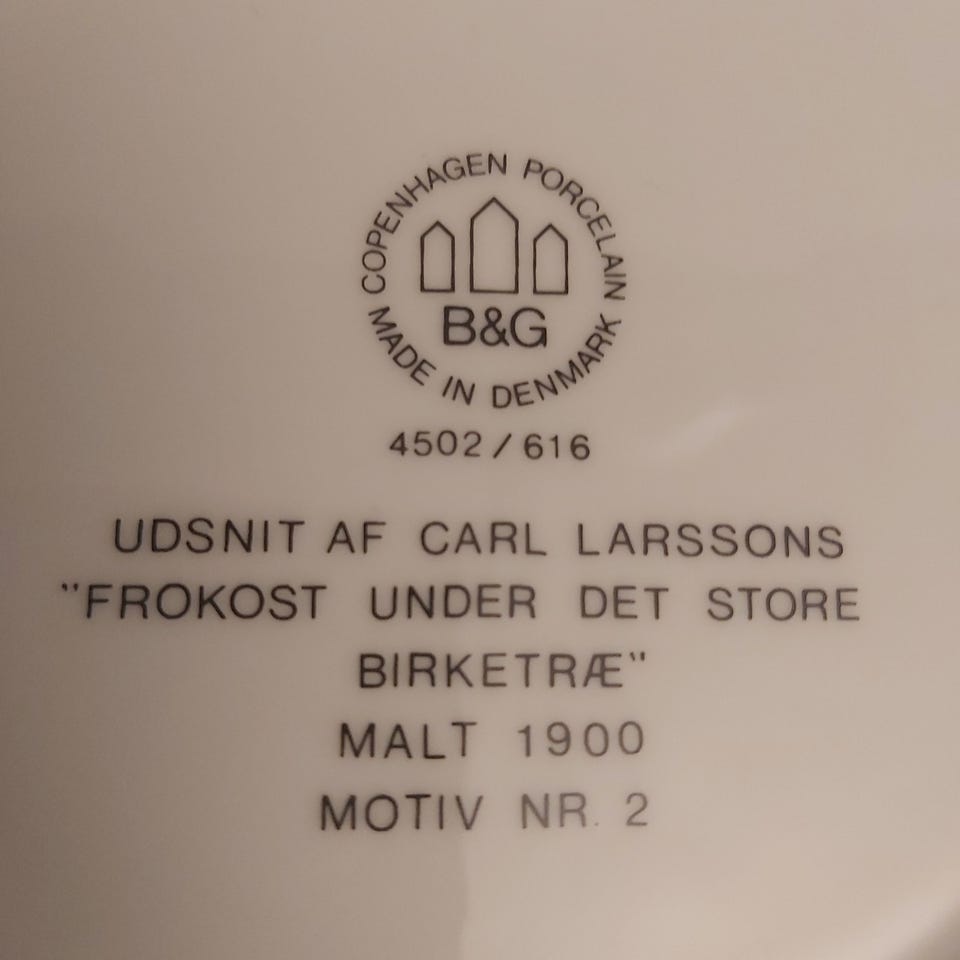 COPENHAGEN PORCELAIN
B&G
MADE IN DENMARK
4502/616
UDSNIT AF CARL LARSSONS
"FROKOST UNDER DET STORE
BIRKETRÆ"
MALT 1900
MOTIV NR. 2